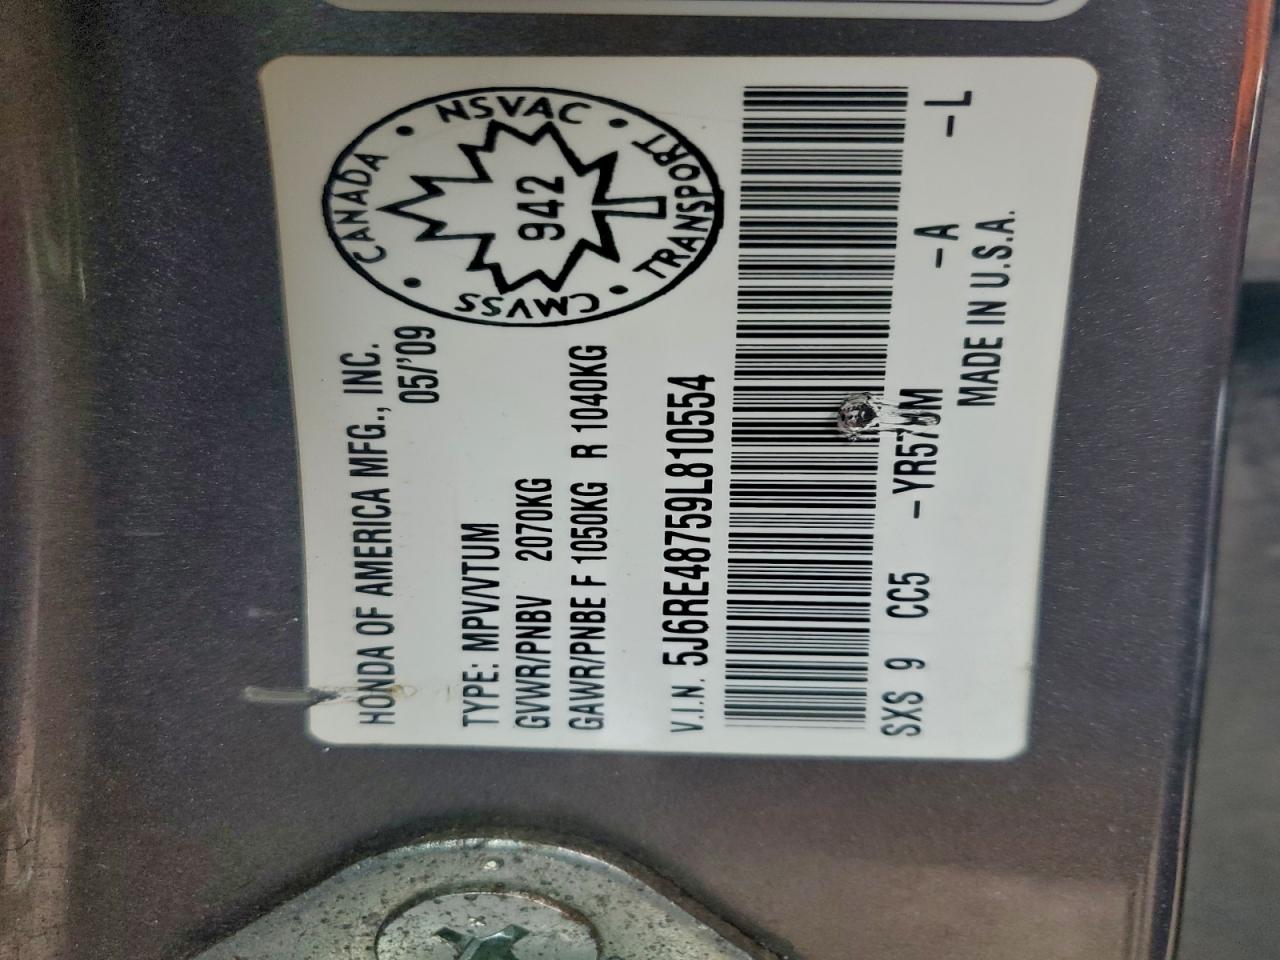 HONDA OF AMERICA MFG., INC.
05/'09
TYPE: MPV/VTUM
GVWR/PNBV 2070KG
GAWR/PNBE F 1050KG R 1040KG
CANADA • NSVAC • TRANSPORT • CMVSS •
942
V.I.N. 5J6RE48759L810554
SXS 9 CC5 -A -L
MADE IN U.S.A.